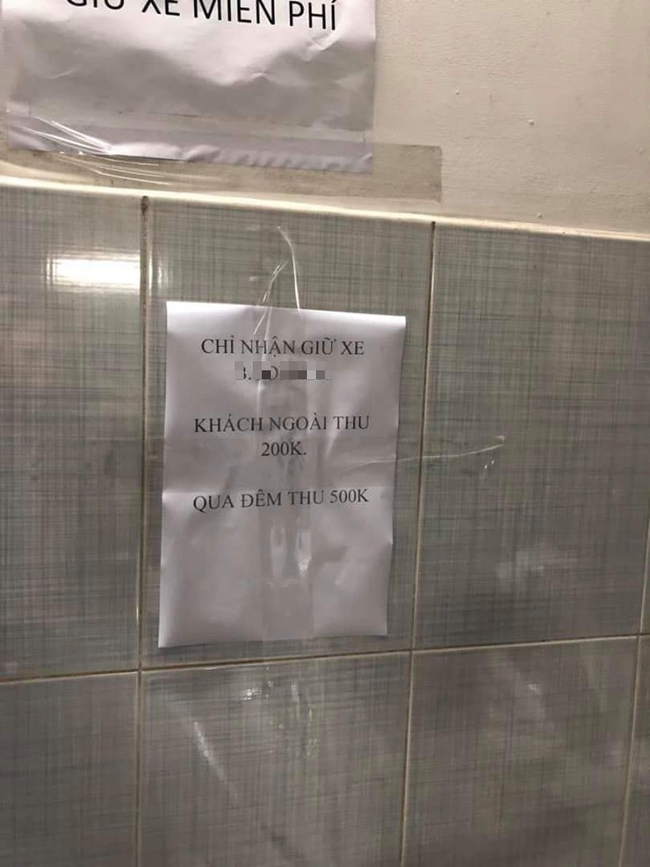 GIỮ XE MIỄN PHÍ
CHỈ NHẬN GIỮ XE
KHÁCH NGOÀI THU
200K.
QUA ĐÊM THU 500K